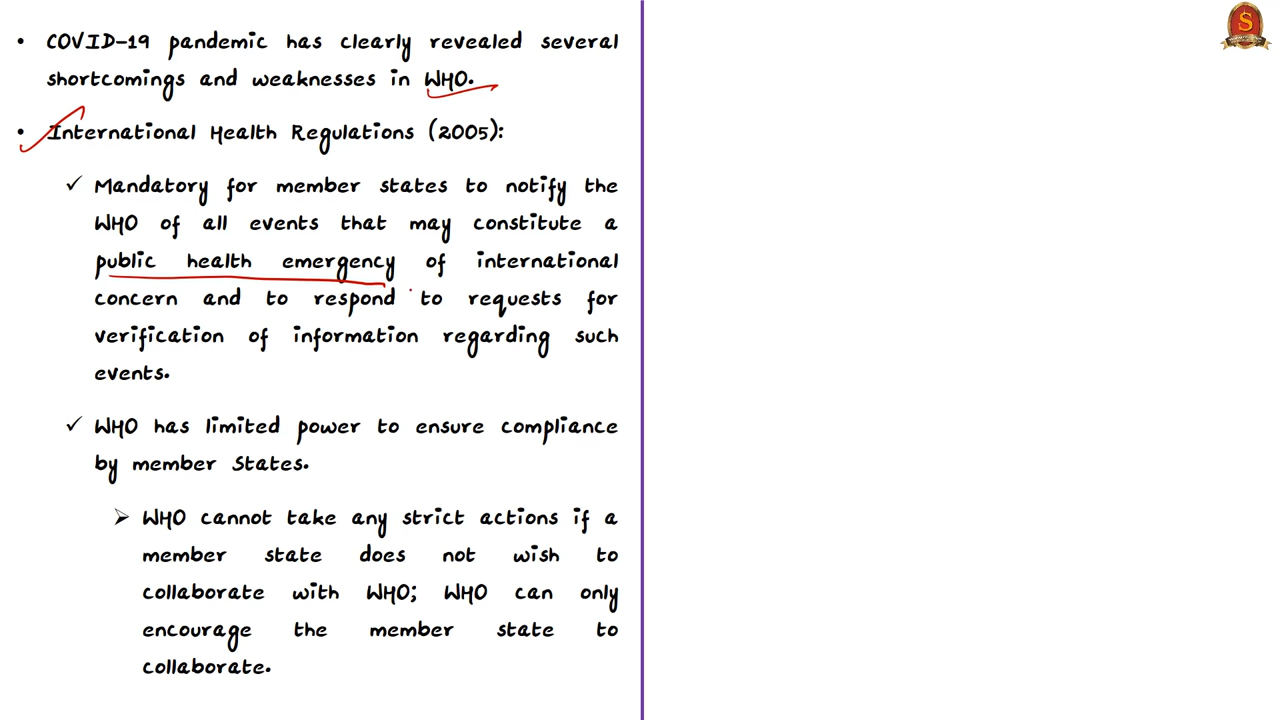 • COVID-19 pandemic has clearly revealed several
shortcomings and weaknesses in WHO.
• International Health Regulations (2005):
✓ Mandatory for member states to notify the
WHO of all events that may constitute a
public health emergency of international
concern and to respond to requests for
verification of information regarding such
events.
✓ WHO has limited power to ensure compliance
by member States.
➢ WHO cannot take any strict actions if a
member state does not wish to
collaborate with WHO; WHO can only
encourage the member state to
collaborate.
S